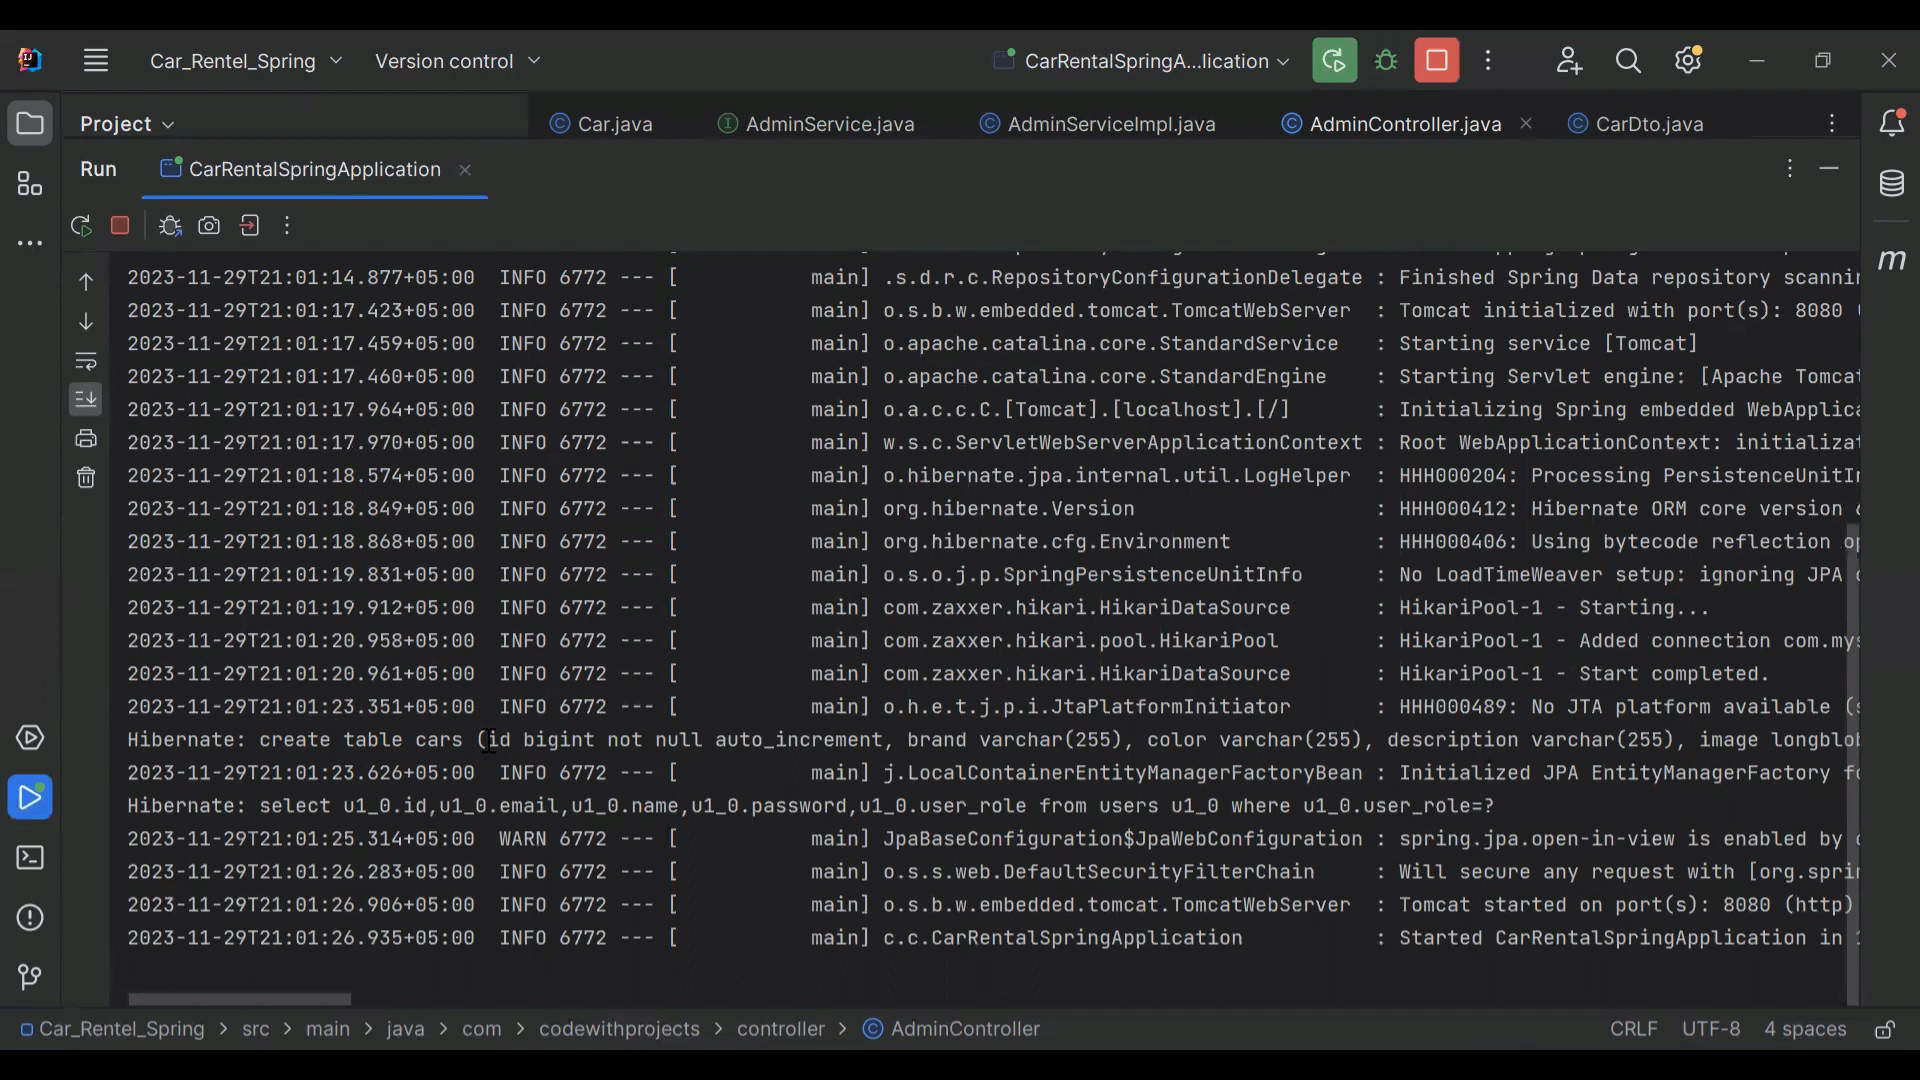 Car_Rentel_Spring
Version control
CarRentalSpringA...lication
Project
Car.java
AdminService.java
AdminServiceImpl.java
AdminController.java
CarDto.java
Run
CarRentalSpringApplication
2023-11-29T21:01:14.877+05:00  INFO 6772 --- [           main] .s.d.r.c.RepositoryConfigurationDelegate : Finished Spring Data repository scannin
2023-11-29T21:01:17.423+05:00  INFO 6772 --- [           main] o.s.b.w.embedded.tomcat.TomcatWebServer  : Tomcat initialized with port(s): 8080 (
2023-11-29T21:01:17.459+05:00  INFO 6772 --- [           main] o.apache.catalina.core.StandardService   : Starting service [Tomcat]
2023-11-29T21:01:17.460+05:00  INFO 6772 --- [           main] o.apache.catalina.core.StandardEngine    : Starting Servlet engine: [Apache Tomcat
2023-11-29T21:01:17.964+05:00  INFO 6772 --- [           main] o.a.c.c.C.[Tomcat].[localhost].[/]       : Initializing Spring embedded WebApplica
2023-11-29T21:01:17.970+05:00  INFO 6772 --- [           main] w.s.c.ServletWebServerApplicationContext : Root WebApplicationContext: initializat
2023-11-29T21:01:18.574+05:00  INFO 6772 --- [           main] o.hibernate.jpa.internal.util.LogHelper  : HHH000204: Processing PersistenceUnitIn
2023-11-29T21:01:18.849+05:00  INFO 6772 --- [           main] org.hibernate.Version                    : HHH000412: Hibernate ORM core version 6
2023-11-29T21:01:18.868+05:00  INFO 6772 --- [           main] org.hibernate.cfg.Environment            : HHH000406: Using bytecode reflection op
2023-11-29T21:01:19.831+05:00  INFO 6772 --- [           main] o.s.o.j.p.SpringPersistenceUnitInfo      : No LoadTimeWeaver setup: ignoring JPA c
2023-11-29T21:01:19.912+05:00  INFO 6772 --- [           main] com.zaxxer.hikari.HikariDataSource       : HikariPool-1 - Starting...
2023-11-29T21:01:20.958+05:00  INFO 6772 --- [           main] com.zaxxer.hikari.pool.HikariPool        : HikariPool-1 - Added connection com.mys
2023-11-29T21:01:20.961+05:00  INFO 6772 --- [           main] com.zaxxer.hikari.HikariDataSource       : HikariPool-1 - Start completed.
2023-11-29T21:01:23.351+05:00  INFO 6772 --- [           main] o.h.e.t.j.p.i.JtaPlatformInitiator       : HHH000489: No JTA platform available (s
Hibernate: create table cars (id bigint not null auto_increment, brand varchar(255), color varchar(255), description varchar(255), image longblob
2023-11-29T21:01:23.626+05:00  INFO 6772 --- [           main] j.LocalContainerEntityManagerFactoryBean : Initialized JPA EntityManagerFactory fo
Hibernate: select u1_0.id,u1_0.email,u1_0.name,u1_0.password,u1_0.user_role from users u1_0 where u1_0.user_role=?
2023-11-29T21:01:25.314+05:00  WARN 6772 --- [           main] JpaBaseConfiguration$JpaWebConfiguration : spring.jpa.open-in-view is enabled by d
2023-11-29T21:01:26.283+05:00  INFO 6772 --- [           main] o.s.s.web.DefaultSecurityFilterChain     : Will secure any request with [org.sprin
2023-11-29T21:01:26.906+05:00  INFO 6772 --- [           main] o.s.b.w.embedded.tomcat.TomcatWebServer  : Tomcat started on port(s): 8080 (http)
2023-11-29T21:01:26.935+05:00  INFO 6772 --- [           main] c.c.CarRentalSpringApplication           : Started CarRentalSpringApplication in
Car_Rentel_Spring > src > main > java > com > codewithprojects > controller > AdminController
CRLF UTF-8 4 spaces